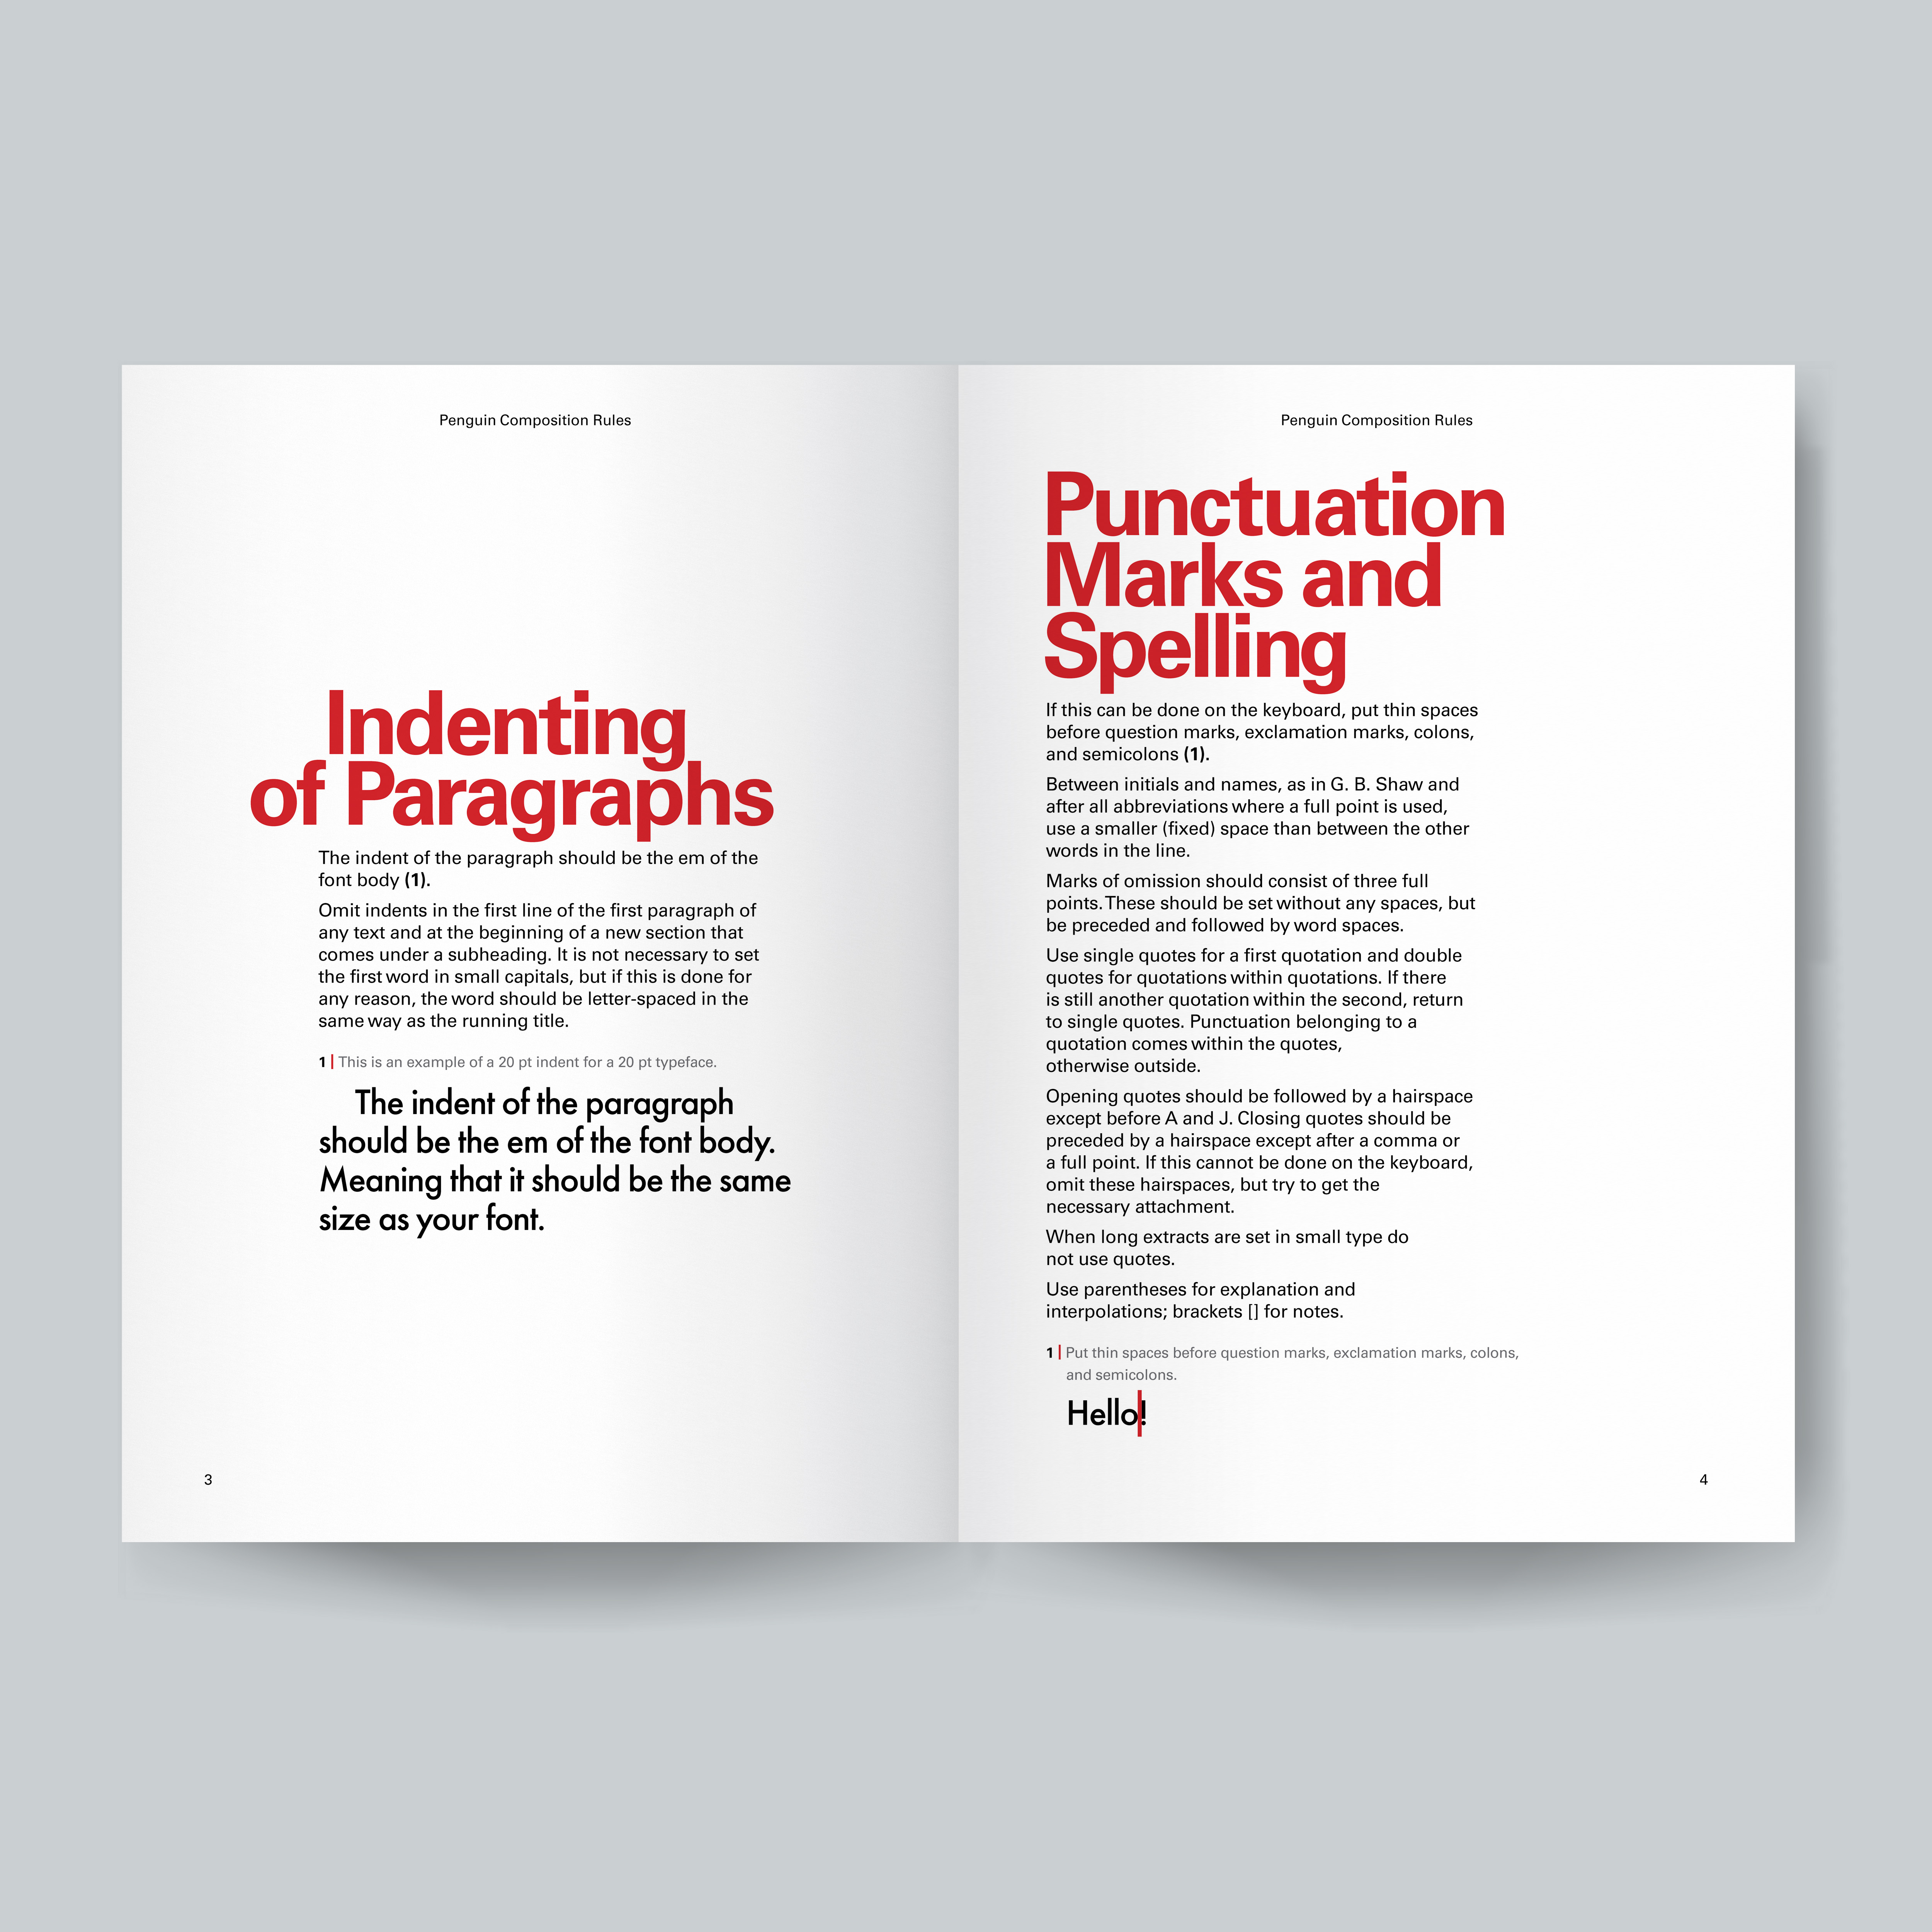 Penguin Composition Rules
Indenting
of Paragraphs
The indent of the paragraph should be the em of the
font body (1).
Omit indents in the first line of the first paragraph of
any text and at the beginning of a new section that
comes under a subheading. It is not necessary to set
the first word in small capitals, but if this is done for
any reason, the word should be letter-spaced in the
same way as the running title.
1 | This is an example of a 20 pt indent for a 20 pt typeface.
The indent of the paragraph
should be the em of the font body.
Meaning that it should be the same
size as your font.
3
Penguin Composition Rules
Punctuation
Marks and
Spelling
If this can be done on the keyboard, put thin spaces
before question marks, exclamation marks, colons,
and semicolons (1).
Between initials and names, as in G. B. Shaw and
after all abbreviations where a full point is used,
use a smaller (fixed) space than between the other
words in the line.
Marks of omission should consist of three full
points. These should be set without any spaces, but
be preceded and followed by word spaces.
Use single quotes for a first quotation and double
quotes for quotations within quotations. If there
is still another quotation within the second, return
to single quotes. Punctuation belonging to a
quotation comes within the quotes,
otherwise outside.
Opening quotes should be followed by a hairspace
except before A and J. Closing quotes should be
preceded by a hairspace except after a comma or
a full point. If this cannot be done on the keyboard,
omit these hairspaces, but try to get the
necessary attachment.
When long extracts are set in small type do
not use quotes.
Use parentheses for explanation and
interpolations; brackets [] for notes.
1 | Put thin spaces before question marks, exclamation marks, colons,
and semicolons.
Hello!
4